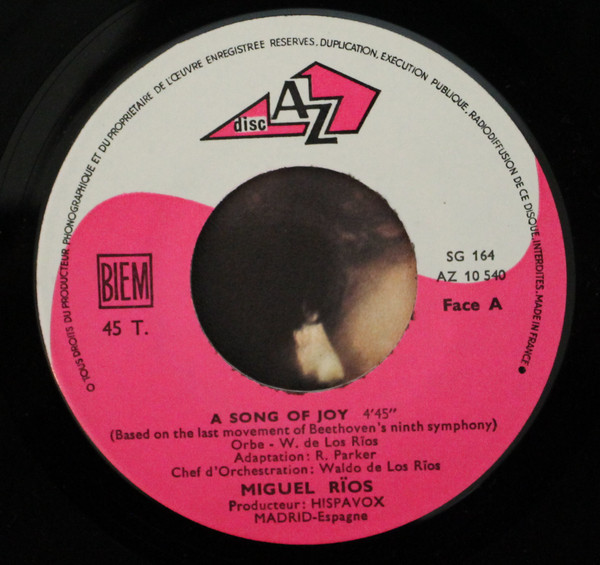 O TOUS DROITS DU PRODUCTEUR PHONOGRAPHIQUE ET DU PROPRIETAIRE DE L'ŒUVRE ENREGISTREE RESERVES. DUPLICATION, EXECUTION PUBLIQUE, RADIODIFFUSION DE CE DISQUE INTERDITES. MADE IN FRANCE.
disc AZ
BIEM
45 T.
SG 164
AZ 10 540
Face A
A SONG OF JOY 4'45"
(Based on the last movement of Beethoven's ninth symphony)
Orbe - W. de Los Rïos
Adaptation: R. Parker
Chef d'Orchestration: Waldo de Los Rïos
MIGUEL RÏOS
Producteur: HISPAVOX
MADRID-Espagne